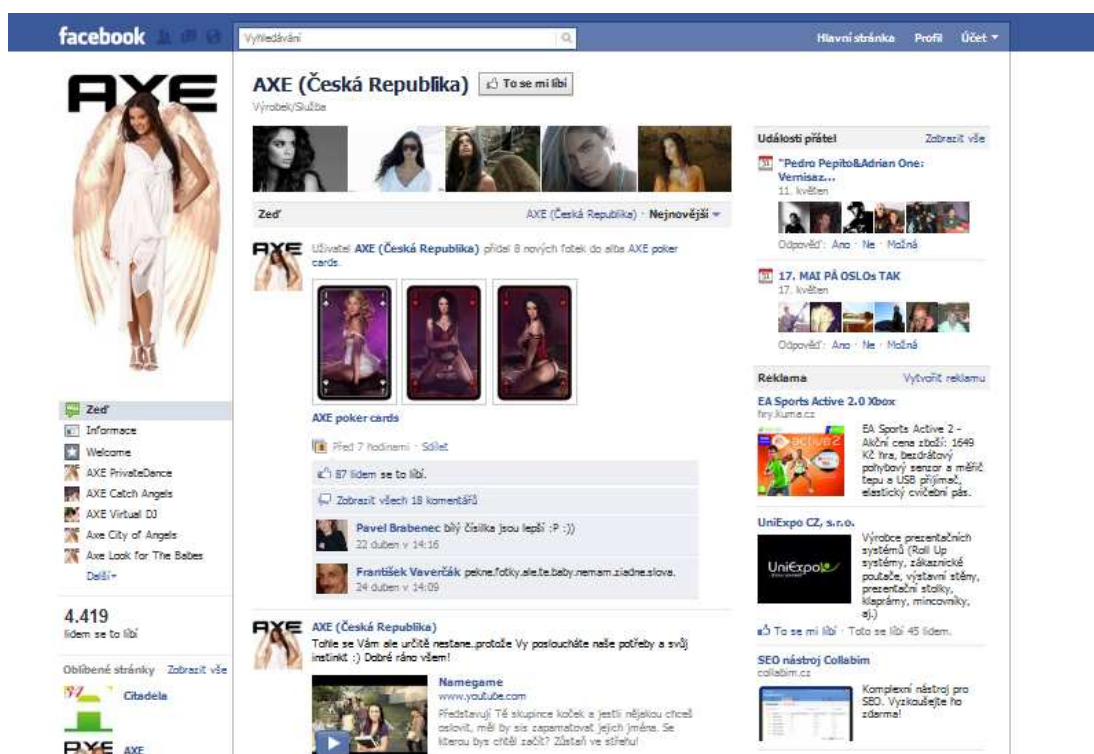 facebook
Vyhledávání
Hlavní stránka Profil Účet
AXE
AXE (Česká Republika)
To se mi líbí
Výrobek/Služba
Zeď
AXE (Česká Republika) · Nejnovější
AXE
Uživatel AXE (Česká Republika) přidal 8 nových fotek do alba AXE poker
cards.
AXE poker cards
Před 7 hodinami · Sdílet
87 lidem se to líbí.
Zobrazit všech 18 komentářů
Pavel Brabenec bílý čísilka jsou lepší :P :))
22 duben v 14:16
František Vaverčák pekne.fotky.ale.te.baby.nemam.ziadne.slova.
24 duben v 14:09
AXE
AXE (Česká Republika)
Tohle se Vám ale určitě nestane..protože Vy posloucháte naše potřeby a svůj
instinkt :) Dobré ráno všem!
Namegame
www.youtube.com
Představují Tě skupince koček a jestli nějakou chceš
oslovit, měl by sis zapamatovat jejich jména. Se
kterou bys chtěl začít? Zůstaň ve střehu!
Zeď
Informace
Welcome
AXE PrivateDance
AXE Catch Angels
AXE Virtual DJ
Axe City of Angels
Axe Look for The Babes
Další
4.419
lidem se to líbí
Oblíbené stránky Zobrazit vše
Citadela
AXE
AXE
Události přátel Zobrazit vše
31
"Pedro Pepito&Adrian One:
Vernisaz...
11. květen
Odpověď: Ano · Ne · Možná
31
17. MAI PÅ OSLOs TAK
17. květen
Odpověď: Ano · Ne · Možná
Reklama Vytvořit reklamu
EA Sports Active 2.0 Xbox
hry.kuma.cz
active2
EA Sports Active 2 -
Akční cena zboží: 1649
Kč hra, bezdrátový
pohybový senzor a měřič
tepu a USB přijímač,
elastický cvičební pás.
UniExpo CZ, s.r.o.
UniExpo
Výrobce prezentačních
systémů (Roll Up
systémy, zákaznické
poutače, výstavní stěny,
prezentační stolky,
klaprámy, mincovníky,
aj.)
To se mi líbí · Toto se líbí 45 lidem.
SEO nástroj Collabim
collabim.cz
Komplexní nástroj pro
SEO. Vyzkoušejte ho
zdarma!